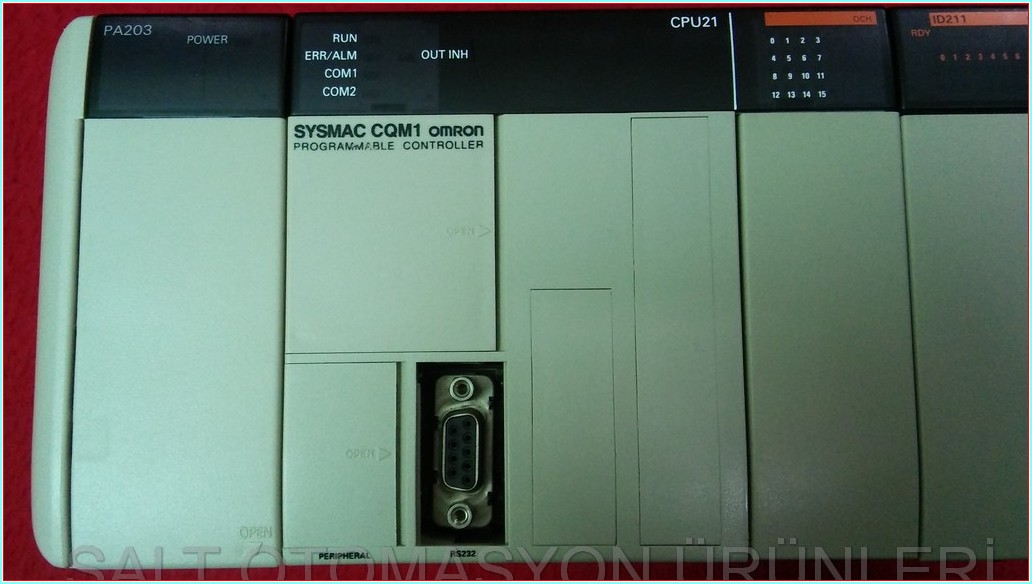 PA203
POWER
RUN
ERR/ALM
COM1
COM2
OUT INH
CPU21
0CH
0 1 2 3
4 5 6 7
8 9 10 11
12 13 14 15
ID211
RDY
0 1 2 3 4 5 6
SYSMAC CQM1 omron
PROGRAMMABLE CONTROLLER
OPEN
OPEN
PERIPHERAL
RS232
SALT OTOMASYON ÜRÜNLERİ